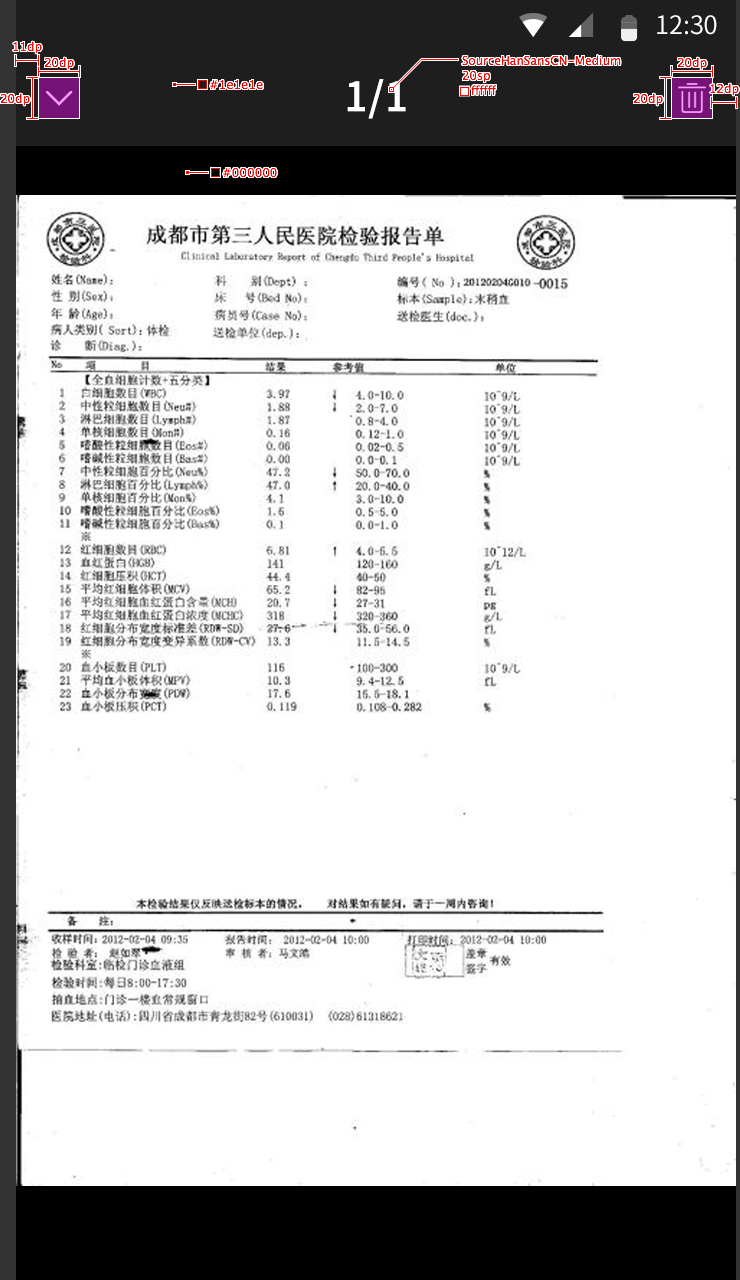 12:30
11dp
20dp
20dp
#1e1e1e
1/1
SourceHanSansCN-Medium
20sp
ffffff
20dp
20dp
12dp
#000000
成都市第三人民医院检验报告单
Clinical Laboratory Report of Chengdu Third People's Hospital
姓名(Name): 科 别(Dept) : 编号( No ):20120204G010-0015
性 别(Sex): 床 号(Bed No): 标本(Sample):末梢血
年 龄(Age): 病员号(Case No): 送检医生(doc.):
病人类别( Sort):体检 送检单位(dep.):
诊 断(Diag.):
No 项 目 结果 参考值 单位
【全血细胞计数+五分类】
1 白细胞数目(WBC) 3.97 ↓ 4.0-10.0 10^9/L
2 中性粒细胞数目(Neu#) 1.88 ↓ 2.0-7.0 10^9/L
3 淋巴细胞数目(Lymph#) 1.87 0.8-4.0 10^9/L
4 单核细胞数目(Mon#) 0.16 0.12-1.0 10^9/L
5 嗜酸性粒细胞数目(Eos#) 0.06 0.02-0.5 10^9/L
6 嗜碱性粒细胞数目(Bas#) 0.00 0.0-0.1 10^9/L
7 中性粒细胞百分比(Neu%) 47.2 ↓ 50.0-70.0 %
8 淋巴细胞百分比(Lymph%) 47.0 ↑ 20.0-40.0 %
9 单核细胞百分比(Mon%) 4.1 3.0-10.0 %
10 嗜酸性粒细胞百分比(Eos%) 1.6 0.5-5.0 %
11 嗜碱性粒细胞百分比(Bas%) 0.1 0.0-1.0 %
※
12 红细胞数目(RBC) 6.81 ↑ 4.0-5.5 10^12/L
13 血红蛋白(HGB) 141 120-160 g/L
14 红细胞压积(HCT) 44.4 40-50 %
15 平均红细胞体积(MCV) 65.2 ↓ 82-95 fL
16 平均红细胞血红蛋白含量(MCH) 20.7 ↓ 27-31 pg
17 平均红细胞血红蛋白浓度(MCHC) 318 ↓ 320-360 g/L
18 红细胞分布宽度标准差(RDW-SD) 27.6 ↓ 35.0-56.0 fL
19 红细胞分布宽度变异系数(RDW-CV) 13.3 11.5-14.5 %
※
20 血小板数目(PLT) 116 100-300 10^9/L
21 平均血小板体积(MPV) 10.3 9.4-12.5 fL
22 血小板分布宽度(PDW) 17.6 15.5-18.1
23 血小板压积(PCT) 0.119 0.108-0.282 %
本检验结果仅反映送检标本的情况, 对结果如有疑问,请于一周内咨询!
备 注:
收样时间:2012-02-04 09:35 报告时间: 2012-02-04 10:00 打印时间: 2012-02-04 10:00
检 验 者: 赵如翠 审 核 者:马文皓 盖章
签字 有效
检验科室:临检门诊血液组
检验时间:每日8:00-17:30
抽血地点:门诊一楼血常规窗口
医院地址(电话):四川省成都市青龙街82号(610031) (028)61318621